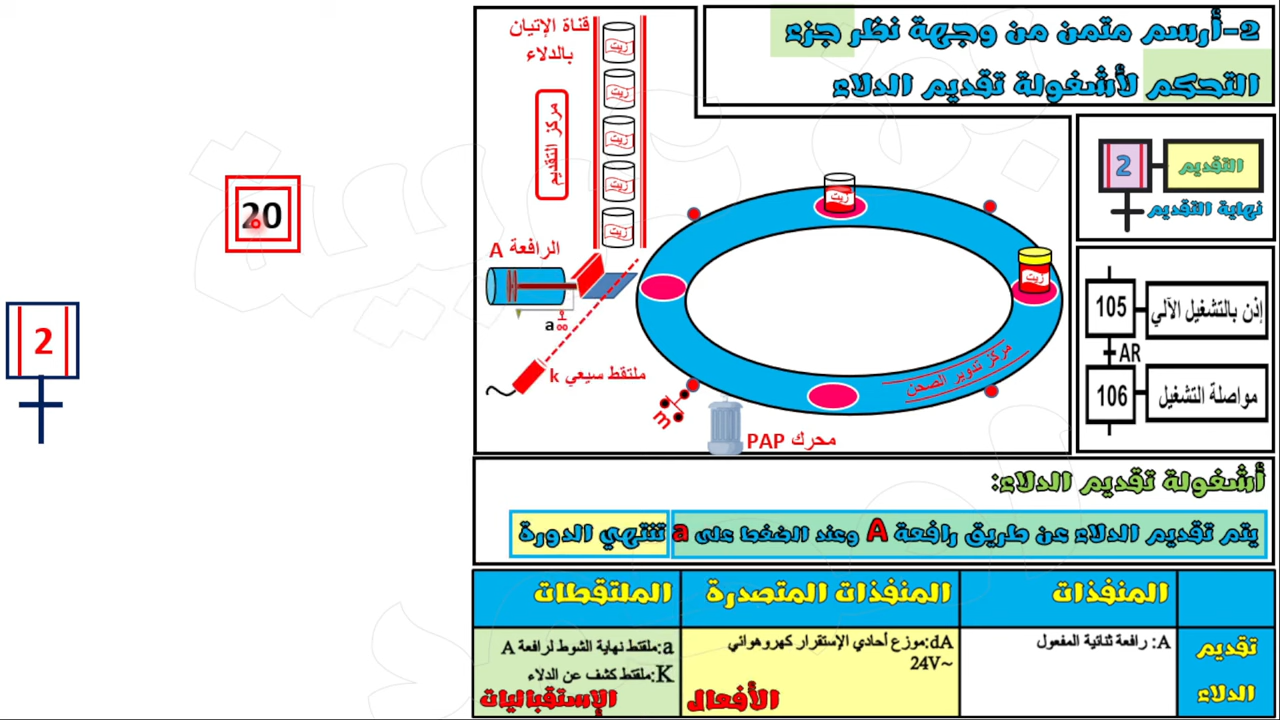 2-أرسم متمن من وجهة نظر جزء
التحكم لأشغولة تقديم الدلاء
قناة الإتيان
بالدلاء
مركز التقديم
زيت
زيت
زيت
زيت
زيت
الرافعة A
a
ملتقط سيعي k
m
محرك PAP
زيت
زيت
مركز تدوير الصحن
2
التقديم
نهاية التقديم
105
إذن بالتشغيل الآلي
AR
106
مواصلة التشغيل
20
2
أشغولة تقديم الدلاء:
يتم تقديم الدلاء عن طريق رافعة A وعند الضغط على a تنتهي الدورة
المنفذات
المنفذات المتصدرة
الملتقطات
تقديم
الدلاء
A: رافعة ثنائية المفعول
dA:موزع أحادي الإستقرار كهروهوائي
24V~
الأفعال
a:ملتقط نهاية الشوط لرافعة A
K:ملتقط كشف عن الدلاء
الإستقباليات